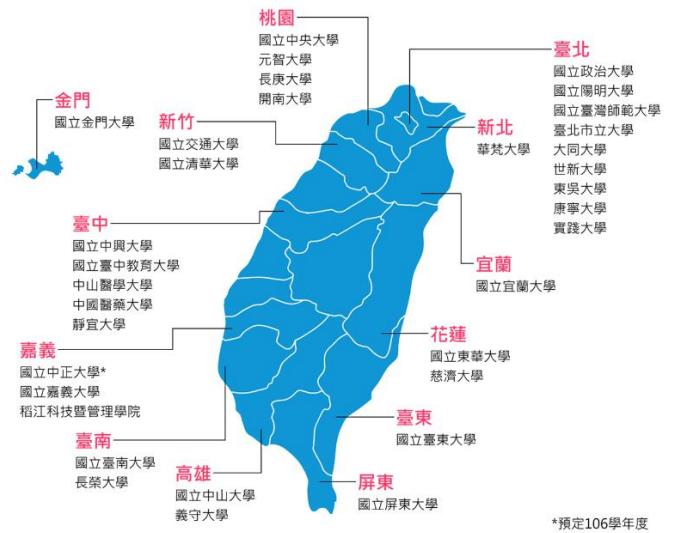 桃園
國立中央大學
元智大學
長庚大學
開南大學
臺北
國立政治大學
國立陽明大學
國立臺灣師範大學
臺北市立大學
大同大學
世新大學
東吳大學
康寧大學
實踐大學
金門
國立金門大學
新竹
國立交通大學
國立清華大學
新北
華梵大學
臺中
國立中興大學
國立臺中教育大學
中山醫學大學
中國醫藥大學
靜宜大學
宜蘭
國立宜蘭大學
嘉義
國立中正大學*
國立嘉義大學
稻江科技暨管理學院
花蓮
國立東華大學
慈濟大學
臺東
國立臺東大學
臺南
國立臺南大學
長榮大學
高雄
國立中山大學
義守大學
屏東
國立屏東大學
*預定106學年度